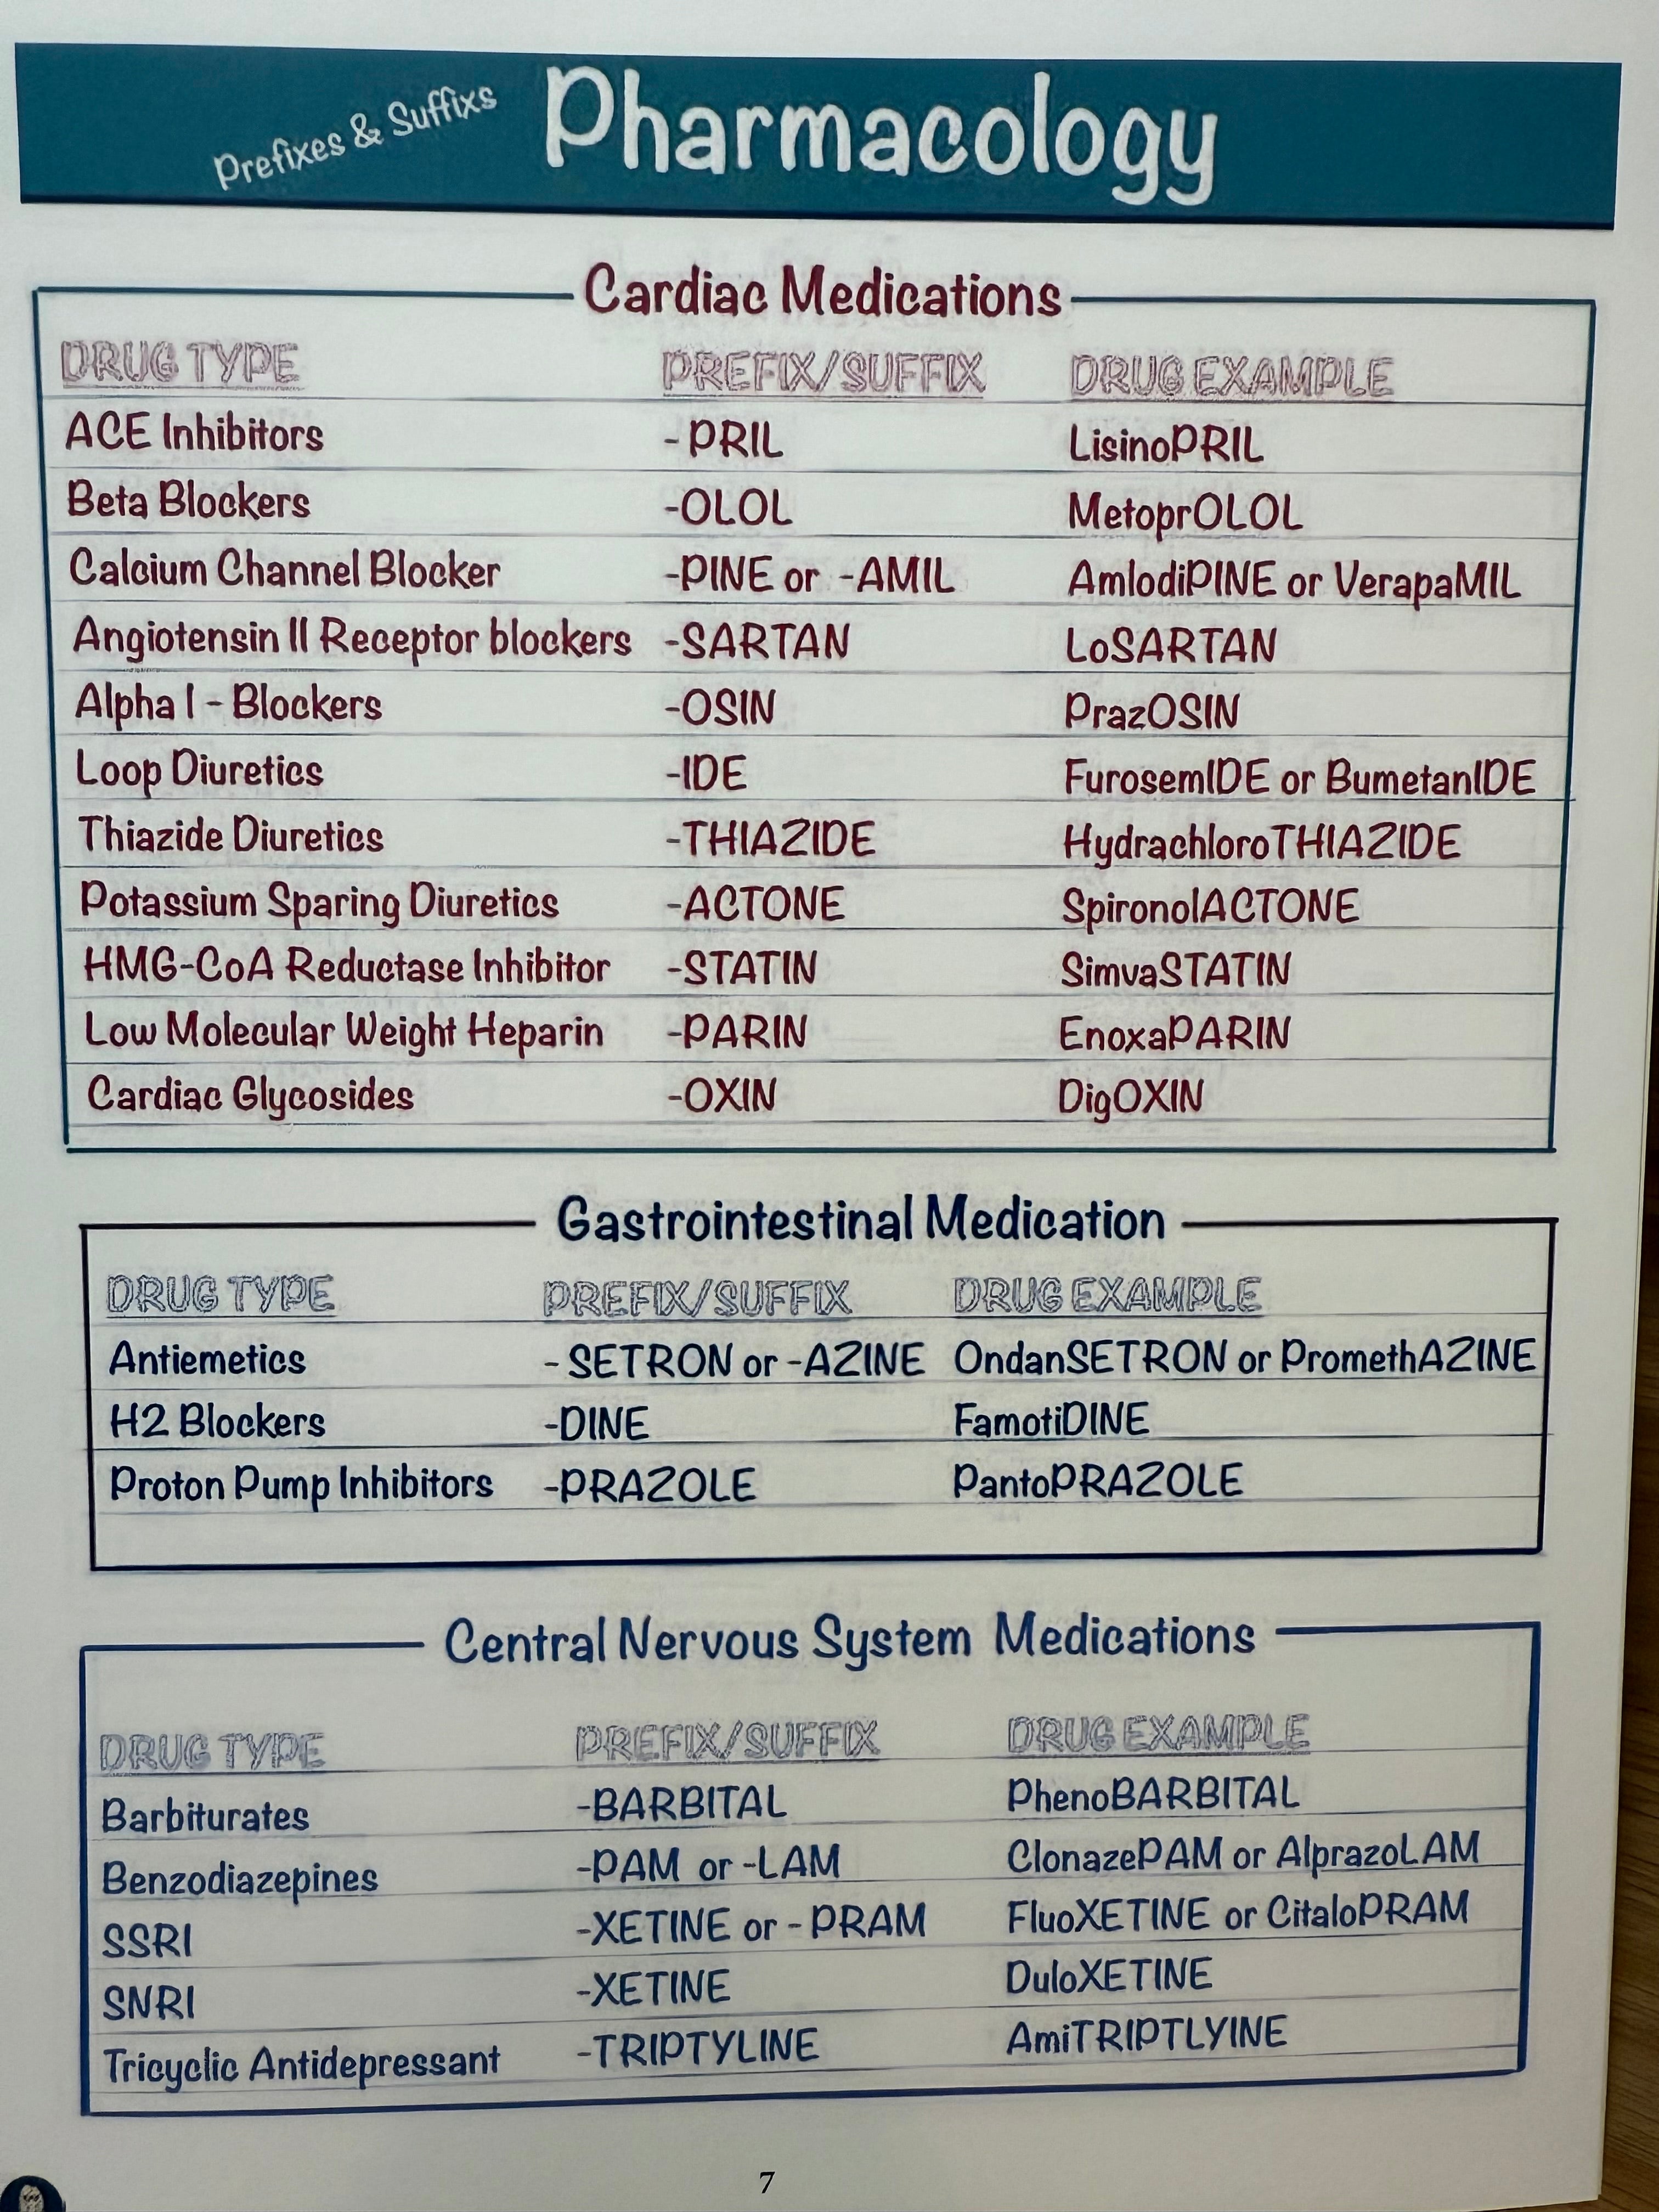 Prefixes & Suffixs Pharmacology
Cardiac Medications
DRUG TYPE PREFIX/SUFFIX DRUG EXAMPLE
ACE Inhibitors - PRIL LisinoPRIL
Beta Blockers -OLOL MetoprOLOL
Calcium Channel Blocker -PINE or -AMIL AmlodiPINE or VerapaMIL
Angiotensin II Receptor blockers -SARTAN LoSARTAN
Alpha I - Blockers -OSIN PrazOSIN
Loop Diuretics -IDE FurosemIDE or BumetanIDE
Thiazide Diuretics -THIAZIDE HydrachloroTHIAZIDE
Potassium Sparing Diuretics -ACTONE SpironolACTONE
HMG-CoA Reductase Inhibitor -STATIN SimvaSTATIN
Low Molecular Weight Heparin -PARIN EnoxaPARIN
Cardiac Glycosides -OXIN DigOXIN
Gastrointestinal Medication
DRUG TYPE PREFIX/SUFFIX DRUG EXAMPLE
Antiemetics - SETRON or -AZINE OndanSETRON or PromethAZINE
H2 Blockers -DINE FamotiDINE
Proton Pump Inhibitors -PRAZOLE PantoPRAZOLE
Central Nervous System Medications
DRUG TYPE PREFIX/SUFFIX DRUG EXAMPLE
Barbiturates -BARBITAL PhenoBARBITAL
Benzodiazepines -PAM or -LAM ClonazePAM or AlprazoLAM
SSRI -XETINE or - PRAM FluoXETINE or CitaloPRAM
SNRI -XETINE DuloXETINE
Tricyclic Antidepressant -TRIPTYLINE AmiTRIPTLYINE
7